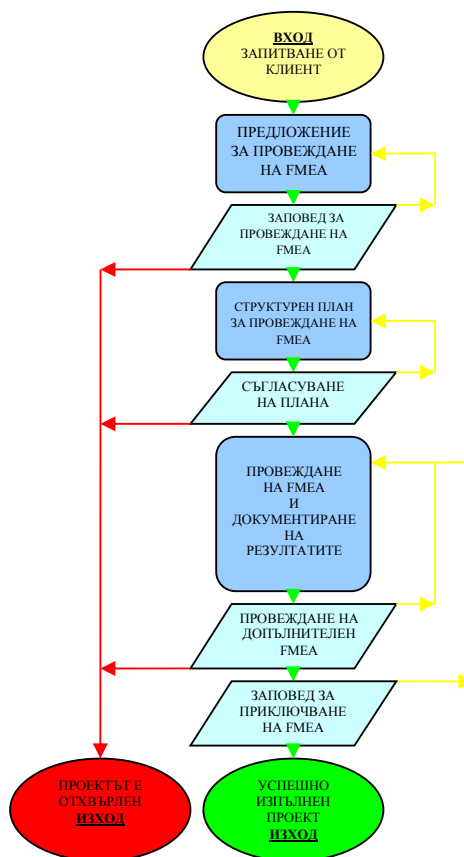 ВХОД
ЗАПИТВАНЕ ОТ
КЛИЕНТ
ПРЕДЛОЖЕНИЕ
ЗА ПРОВЕЖДАНЕ
НА FMEA
ЗАПОВЕД ЗА
ПРОВЕЖДАНЕ НА
FMEA
СТРУКТУРЕН ПЛАН
ЗА ПРОВЕЖДАНЕ НА
FMEA
СЪГЛАСУВАНЕ
НА ПЛАНА
ПРОВЕЖДАНЕ
НА FMEA
И
ДОКУМЕНТИРАНЕ
НА
РЕЗУЛТАТИТЕ
ПРОВЕЖДАНЕ НА
ДОПЪЛНИТЕЛЕН
FMEA
ЗАПОВЕД ЗА
ПРИКЛЮЧВАНЕ
НА FMEA
ПРОЕКТЪТ Е
ОТХВЪРЛЕН
ИЗХОД
УСПЕШНО
ИЗПЪЛНЕН
ПРОЕКТ
ИЗХОД